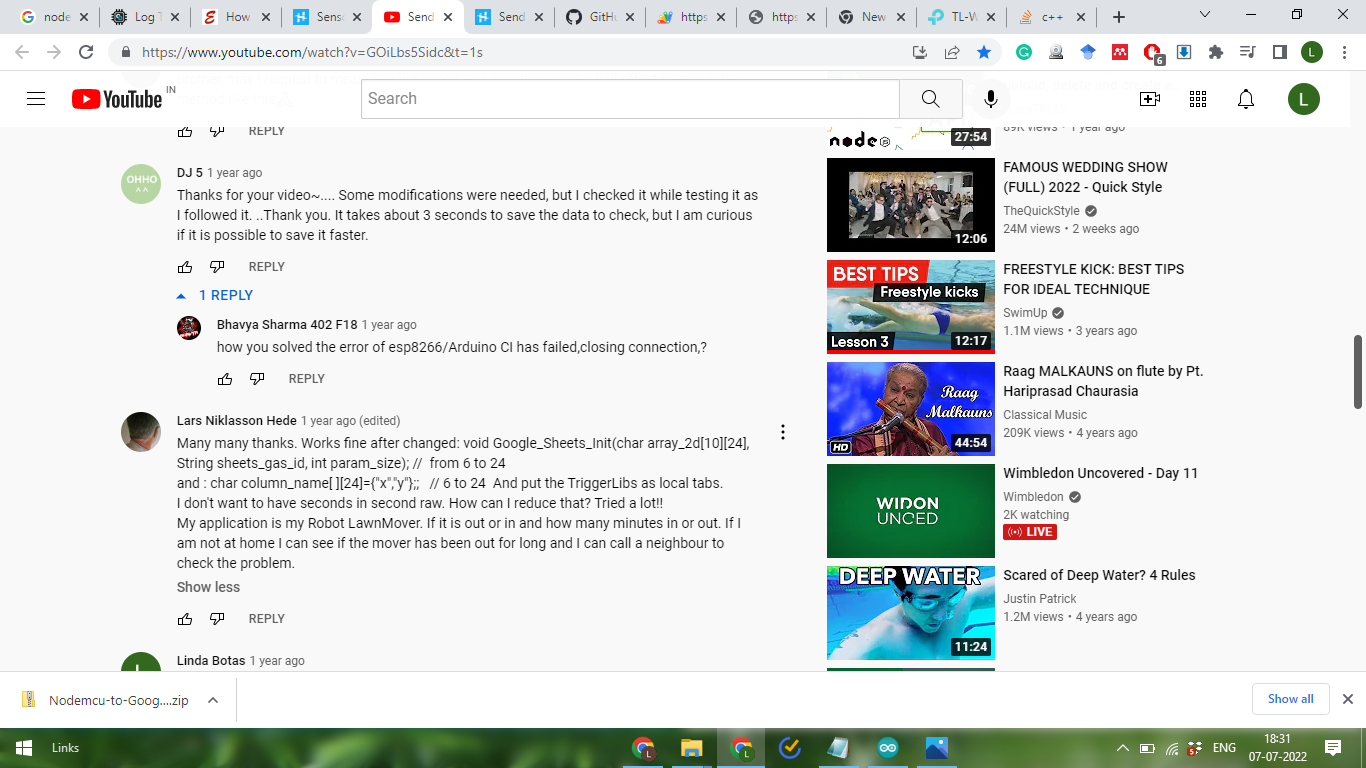 node
Log T
How
Sens
Send
Send
GitHu
https
https
New
TL-W
c++
https://www.youtube.com/watch?v=GOiLbs5Sidc&t=1s
6
L
YouTube IN
Search
L
REPLY
27:54
89K views • 1 year ago
node
JS
OHHO
^ ^
DJ 5 1 year ago
Thanks for your video~.... Some modifications were needed, but I checked it while testing it as
I followed it. ..Thank you. It takes about 3 seconds to save the data to check, but I am curious
if it is possible to save it faster.
REPLY
1 REPLY
Bhavya Sharma 402 F18 1 year ago
how you solved the error of esp8266/Arduino CI has failed,closing connection,?
REPLY
Lars Niklasson Hede 1 year ago (edited)
Many many thanks. Works fine after changed: void Google_Sheets_Init(char array_2d[10][24],
String sheets_gas_id, int param_size); // from 6 to 24
and : char column_name[ ][24]={"x","y"};; // 6 to 24 And put the TriggerLibs as local tabs.
I don't want to have seconds in second raw. How can I reduce that? Tried a lot!!
My application is my Robot LawnMover. If it is out or in and how many minutes in or out. If I
am not at home I can see if the mover has been out for long and I can call a neighbour to
check the problem.
Show less
REPLY
Linda Botas 1 year ago
FAMOUS WEDDING SHOW
(FULL) 2022 - Quick Style
TheQuickStyle
24M views • 2 weeks ago
12:06
BEST TIPS
Freestyle kicks
Lesson 3
12:17
FREESTYLE KICK: BEST TIPS
FOR IDEAL TECHNIQUE
SwimUp
1.1M views • 3 years ago
Raag
Malkauns
HD
44:54
Raag MALKAUNS on flute by Pt.
Hariprasad Chaurasia
Classical Music
209K views • 4 years ago
WIDON
UNCED
Wimbledon Uncovered - Day 11
Wimbledon
2K watching
LIVE
DEEP WATER
11:24
Scared of Deep Water? 4 Rules
Justin Patrick
1.2M views • 4 years ago
Nodemcu-to-Goog....zip
Show all
Links
ENG
18:31
07-07-2022